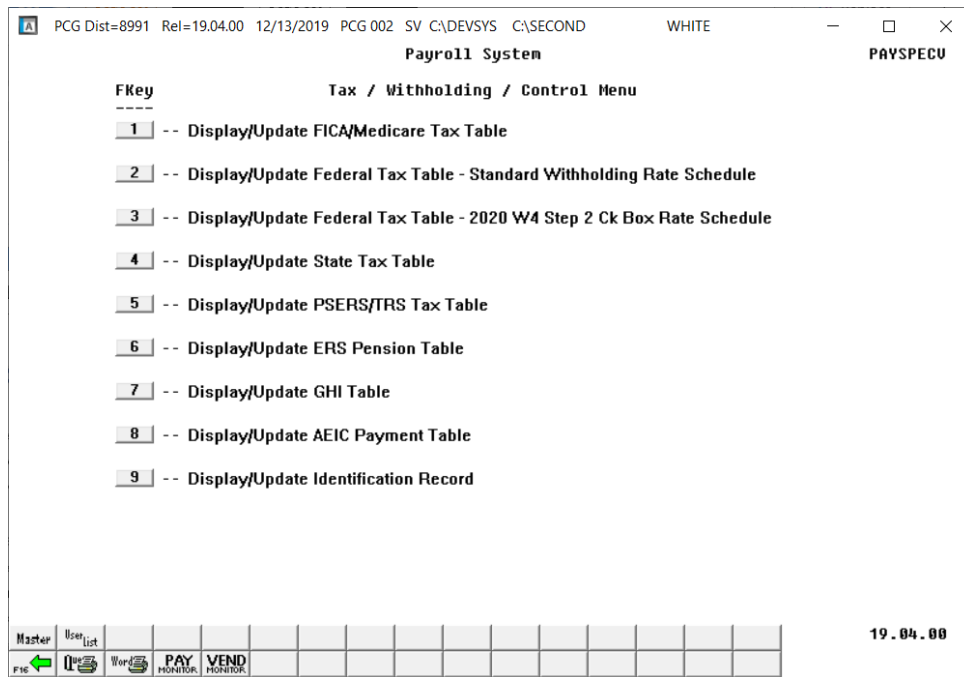 A PCG Dist=8991 Rel=19.04.00 12/13/2019 PCG 002 SV C:\DEVSYS C:\SECOND WHITE
Payroll System PAYSPECV
FKey Tax / Withholding / Control Menu
----
1 -- Display/Update FICA/Medicare Tax Table
2 -- Display/Update Federal Tax Table - Standard Withholding Rate Schedule
3 -- Display/Update Federal Tax Table - 2020 W4 Step 2 Ck Box Rate Schedule
4 -- Display/Update State Tax Table
5 -- Display/Update PSERS/TRS Tax Table
6 -- Display/Update ERS Pension Table
7 -- Display/Update GHI Table
8 -- Display/Update AEIC Payment Table
9 -- Display/Update Identification Record
Master User List 19.04.00
F16 Que Word PAY MONITOR VEND MONITOR